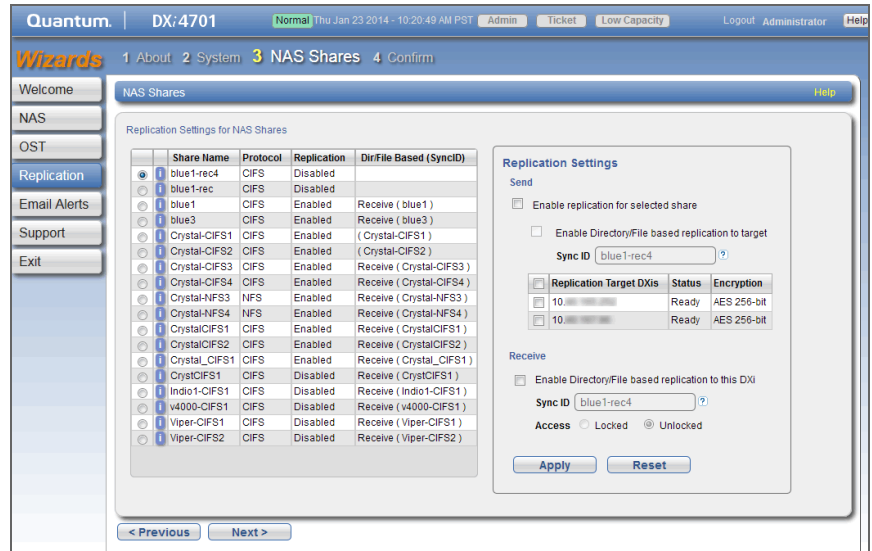 Quantum. DXi4701 Normal Thu Jan 23 2014 - 10:20:49 AM PST Admin Ticket Low Capacity Logout Administrator Help
Wizards 1 About 2 System 3 NAS Shares 4 Confirm
Welcome
NAS
OST
Replication
Email Alerts
Support
Exit
NAS Shares Help
Replication Settings for NAS Shares
Share Name Protocol Replication Dir/File Based (SyncID)
blue1-rec4 CIFS Disabled
blue1-rec CIFS Disabled
blue1 CIFS Enabled Receive ( blue1 )
blue3 CIFS Enabled Receive ( blue3 )
Crystal-CIFS1 CIFS Enabled ( Crystal-CIFS1 )
Crystal-CIFS2 CIFS Enabled ( Crystal-CIFS2 )
Crystal-CIFS3 CIFS Enabled Receive ( Crystal-CIFS3 )
Crystal-CIFS4 CIFS Enabled Receive ( Crystal-CIFS4 )
Crystal-NFS3 NFS Enabled Receive ( Crystal-NFS3 )
Crystal-NFS4 NFS Enabled Receive ( Crystal-NFS4 )
CrystalCIFS1 CIFS Enabled Receive ( CrystalCIFS1 )
CrystalCIFS2 CIFS Enabled Receive ( CrystalCIFS2 )
Crystal_CIFS1 CIFS Enabled Receive ( Crystal_CIFS1 )
CrystCIFS1 CIFS Disabled Receive ( CrystCIFS1 )
Indio1-CIFS1 CIFS Disabled Receive ( Indio1-CIFS1 )
v4000-CIFS1 CIFS Disabled Receive ( v4000-CIFS1 )
Viper-CIFS1 CIFS Disabled Receive ( Viper-CIFS1 )
Viper-CIFS2 CIFS Disabled Receive ( Viper-CIFS2 )
Replication Settings
Send
Enable replication for selected share
Enable Directory/File based replication to target
Sync ID blue1-rec4 ?
Replication Target DXis Status Encryption
10. Ready AES 256-bit
10. Ready AES 256-bit
Receive
Enable Directory/File based replication to this DXi
Sync ID blue1-rec4 ?
Access Locked Unlocked
Apply Reset
< Previous Next >